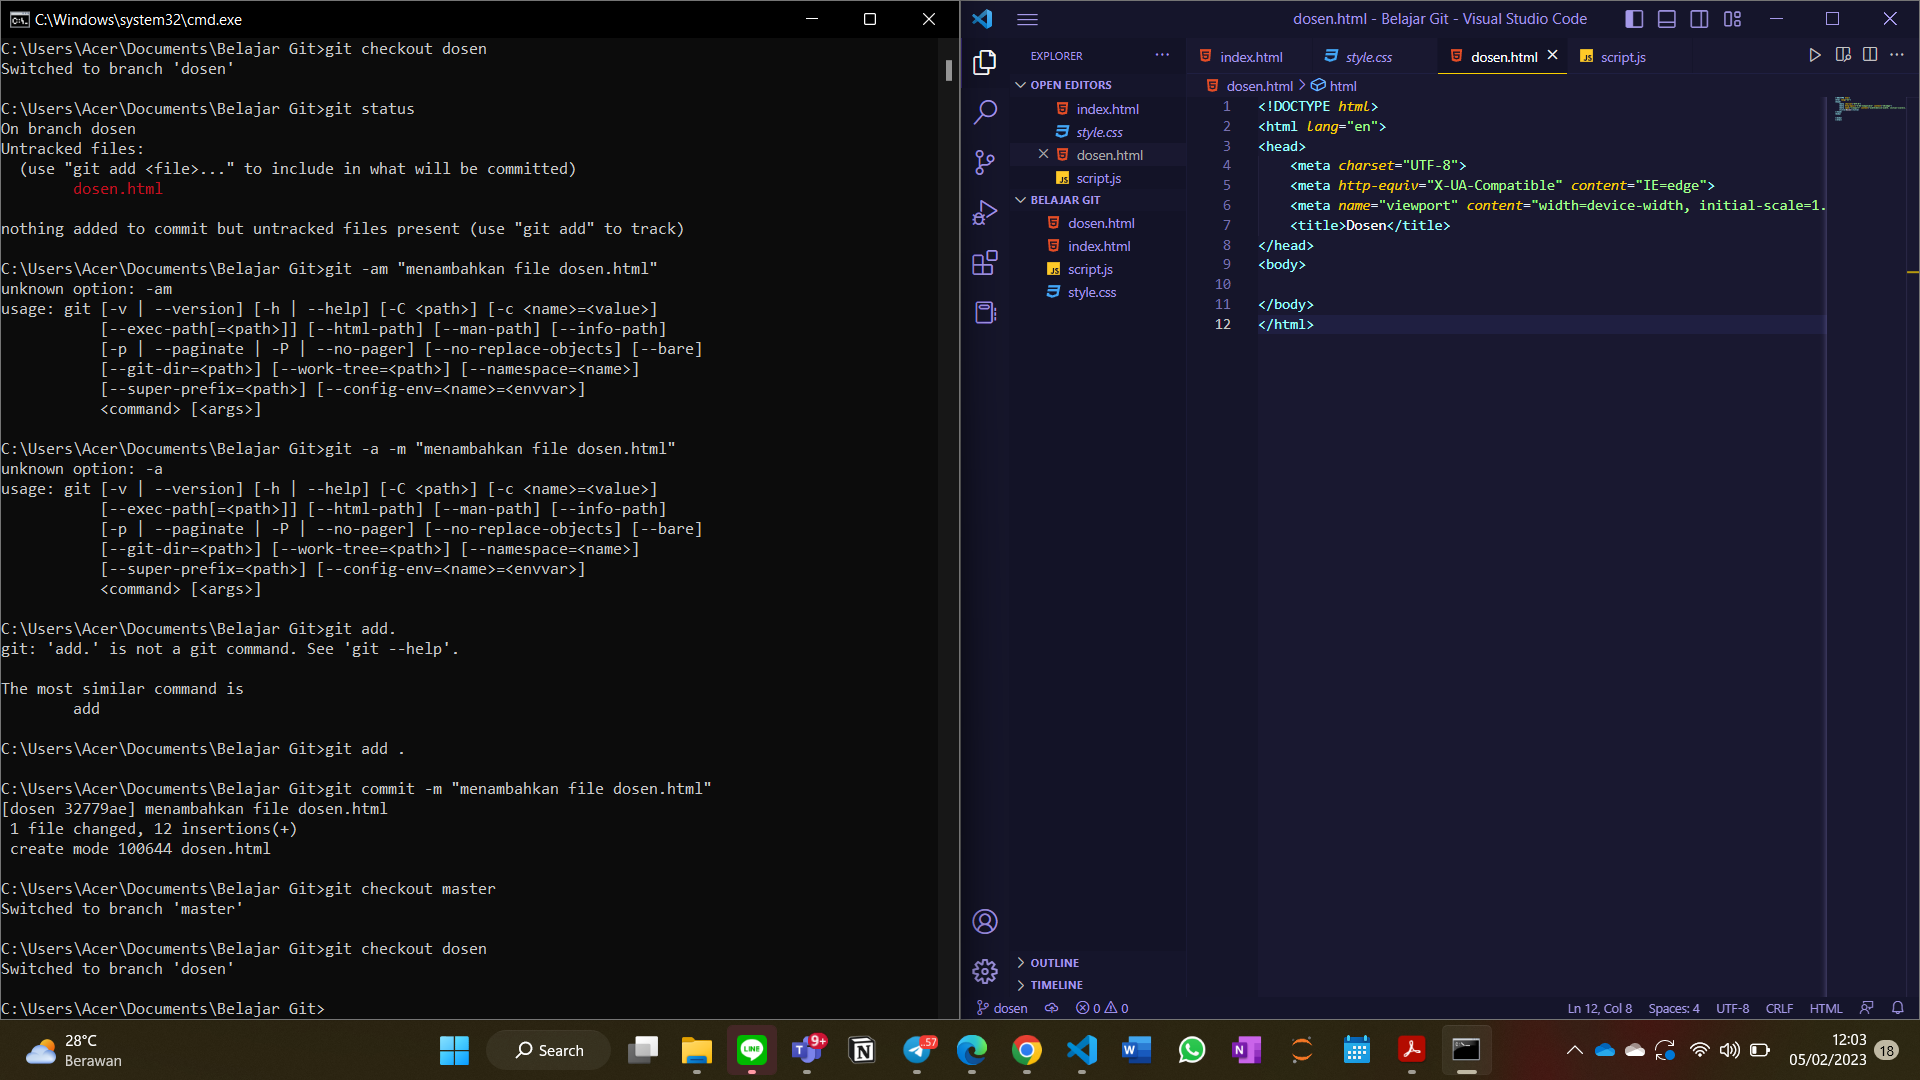 C:\Windows\system32\cmd.exe
C:\Users\Acer\Documents\Belajar Git>git checkout dosen
Switched to branch 'dosen'
C:\Users\Acer\Documents\Belajar Git>git status
On branch dosen
Untracked files:
  (use "git add <file>..." to include in what will be committed)
        dosen.html
nothing added to commit but untracked files present (use "git add" to track)
C:\Users\Acer\Documents\Belajar Git>git -am "menambahkan file dosen.html"
unknown option: -am
usage: git [-v | --version] [-h | --help] [-C <path>] [-c <name>=<value>]
           [--exec-path[=<path>]] [--html-path] [--man-path] [--info-path]
           [-p | --paginate | -P | --no-pager] [--no-replace-objects] [--bare]
           [--git-dir=<path>] [--work-tree=<path>] [--namespace=<name>]
           [--super-prefix=<path>] [--config-env=<name>=<envvar>]
           <command> [<args>]
C:\Users\Acer\Documents\Belajar Git>git -a -m "menambahkan file dosen.html"
unknown option: -a
usage: git [-v | --version] [-h | --help] [-C <path>] [-c <name>=<value>]
           [--exec-path[=<path>]] [--html-path] [--man-path] [--info-path]
           [-p | --paginate | -P | --no-pager] [--no-replace-objects] [--bare]
           [--git-dir=<path>] [--work-tree=<path>] [--namespace=<name>]
           [--super-prefix=<path>] [--config-env=<name>=<envvar>]
           <command> [<args>]
C:\Users\Acer\Documents\Belajar Git>git add.
git: 'add.' is not a git command. See 'git --help'.
The most similar command is
        add
C:\Users\Acer\Documents\Belajar Git>git add .
C:\Users\Acer\Documents\Belajar Git>git commit -m "menambahkan file dosen.html"
[dosen 32779ae] menambahkan file dosen.html
 1 file changed, 12 insertions(+)
 create mode 100644 dosen.html
C:\Users\Acer\Documents\Belajar Git>git checkout master
Switched to branch 'master'
C:\Users\Acer\Documents\Belajar Git>git checkout dosen
Switched to branch 'dosen'
C:\Users\Acer\Documents\Belajar Git>
dosen.html - Belajar Git - Visual Studio Code
EXPLORER
OPEN EDITORS
index.html
style.css
dosen.html
script.js
BELAJAR GIT
dosen.html
index.html
script.js
style.css
OUTLINE
TIMELINE
index.html style.css dosen.html script.js
dosen.html > html
1 <!DOCTYPE html>
2 <html lang="en">
3 <head>
4     <meta charset="UTF-8">
5     <meta http-equiv="X-UA-Compatible" content="IE=edge">
6     <meta name="viewport" content="width=device-width, initial-scale=1.
7     <title>Dosen</title>
8 </head>
9 <body>
10
11 </body>
12 </html>
dosen 0 0 Ln 12, Col 8 Spaces: 4 UTF-8 CRLF HTML
28°C
Berawan
Search
LINE
9+
57
12:03
05/02/2023
18